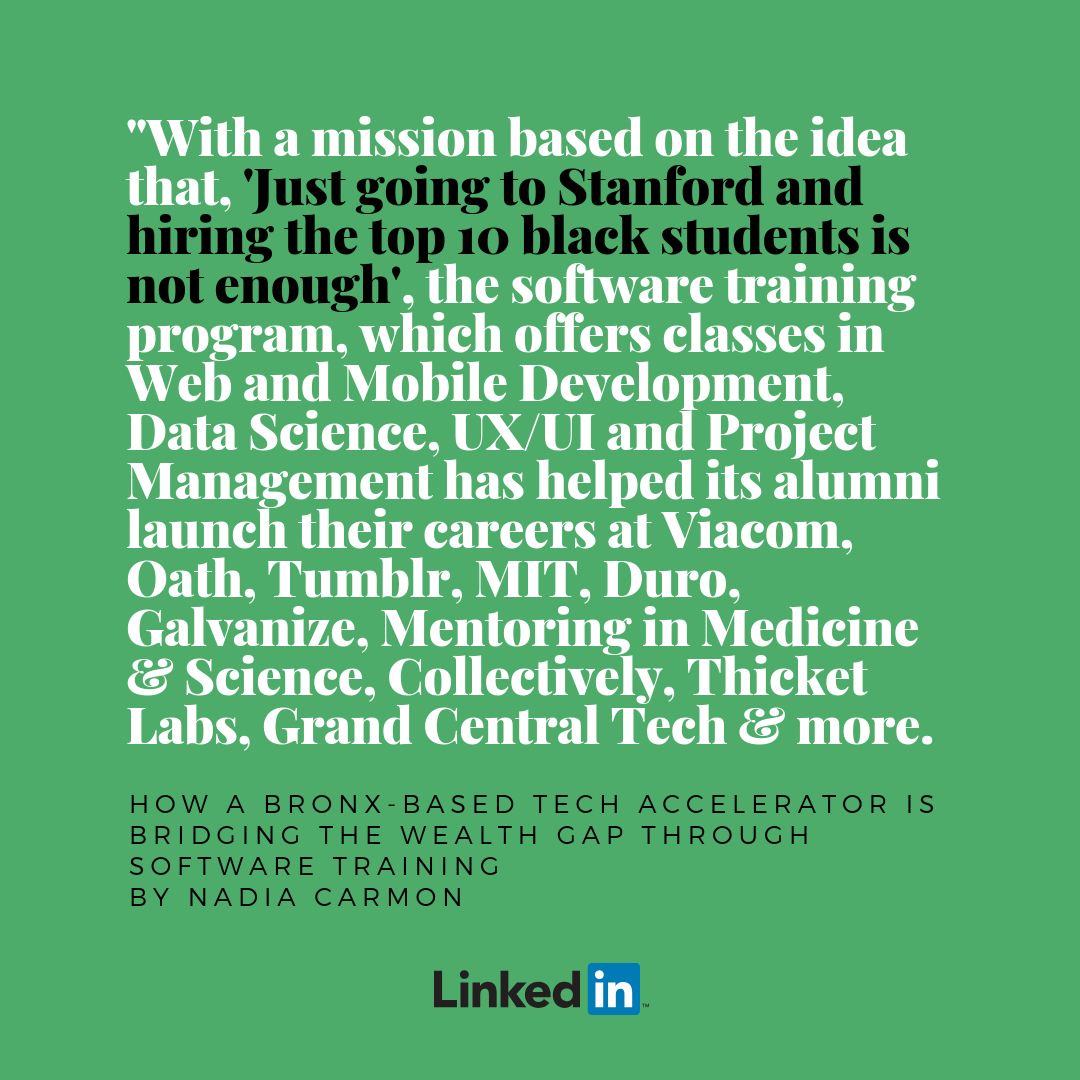 "With a mission based on the idea
that, 'Just going to Stanford and
hiring the top 10 black students is
not enough', the software training
program, which offers classes in
Web and Mobile Development,
Data Science, UX/UI and Project
Management has helped its alumni
launch their careers at Viacom,
Oath, Tumblr, MIT, Duro,
Galvanize, Mentoring in Medicine
& Science, Collectively, Thicket
Labs, Grand Central Tech & more.
HOW A BRONX-BASED TECH ACCELERATOR IS
BRIDGING THE WEALTH GAP THROUGH
SOFTWARE TRAINING
BY NADIA CARMON
Linked in ™